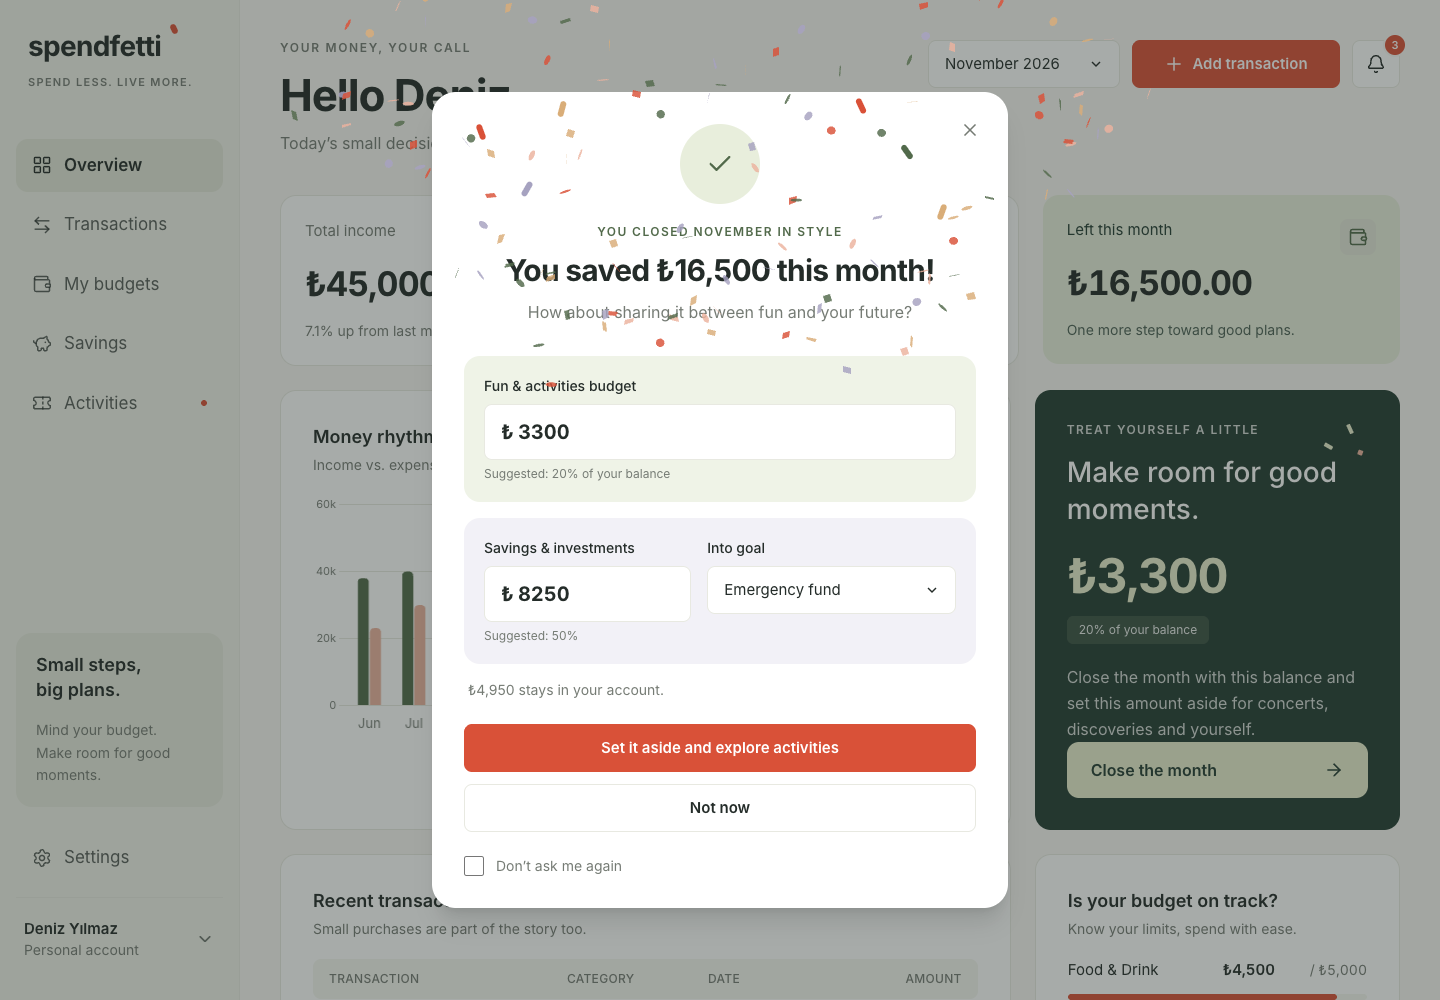 spendfetti
SPEND LESS. LIVE MORE.
Overview
Transactions
My budgets
Savings
Activities
Small steps,
big plans.
Mind your budget.
Make room for good
moments.
Settings
Deniz Yılmaz
Personal account
YOUR MONEY, YOUR CALL
Hello Deniz
Today’s small decisi
November 2026
Add transaction
3
Total income
₺45,000
7.1% up from last m
Left this month
₺16,500.00
One more step toward good plans.
Money rhythm
Income vs. expens
60k
40k
20k
0
Jun Jul
TREAT YOURSELF A LITTLE
Make room for good
moments.
₺3,300
20% of your balance
Close the month with this balance and
set this amount aside for concerts,
discoveries and yourself.
Close the month
Recent transac
Small purchases are part of the story too.
TRANSACTION CATEGORY DATE AMOUNT
Is your budget on track?
Know your limits, spend with ease.
Food & Drink ₺4,500 / ₺5,000
YOU CLOSED NOVEMBER IN STYLE
You saved ₺16,500 this month!
How about sharing it between fun and your future?
Fun & activities budget
₺ 3300
Suggested: 20% of your balance
Savings & investments Into goal
₺ 8250 Emergency fund
Suggested: 50%
₺4,950 stays in your account.
Set it aside and explore activities
Not now
Don’t ask me again